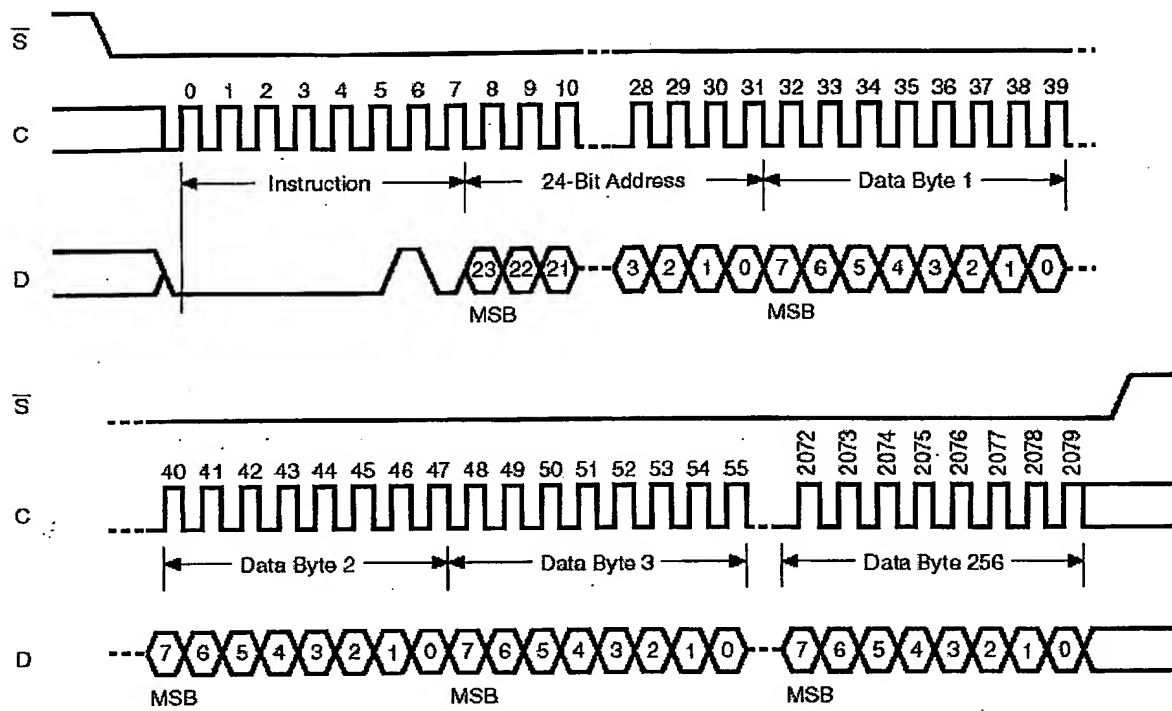 S
0 1 2 3 4 5 6 7 8 9 10 28 29 30 31 32 33 34 35 36 37 38 39
C
Instruction 24-Bit Address Data Byte 1
D
23 22 21 3 2 1 0 7 6 5 4 3 2 1 0
MSB MSB
S
40 41 42 43 44 45 46 47 48 49 50 51 52 53 54 55 2072 2073 2074 2075 2076 2077 2078 2079
C
Data Byte 2 Data Byte 3 Data Byte 256
D
7 6 5 4 3 2 1 0 7 6 5 4 3 2 1 0 7 6 5 4 3 2 1 0
MSB MSB MSB